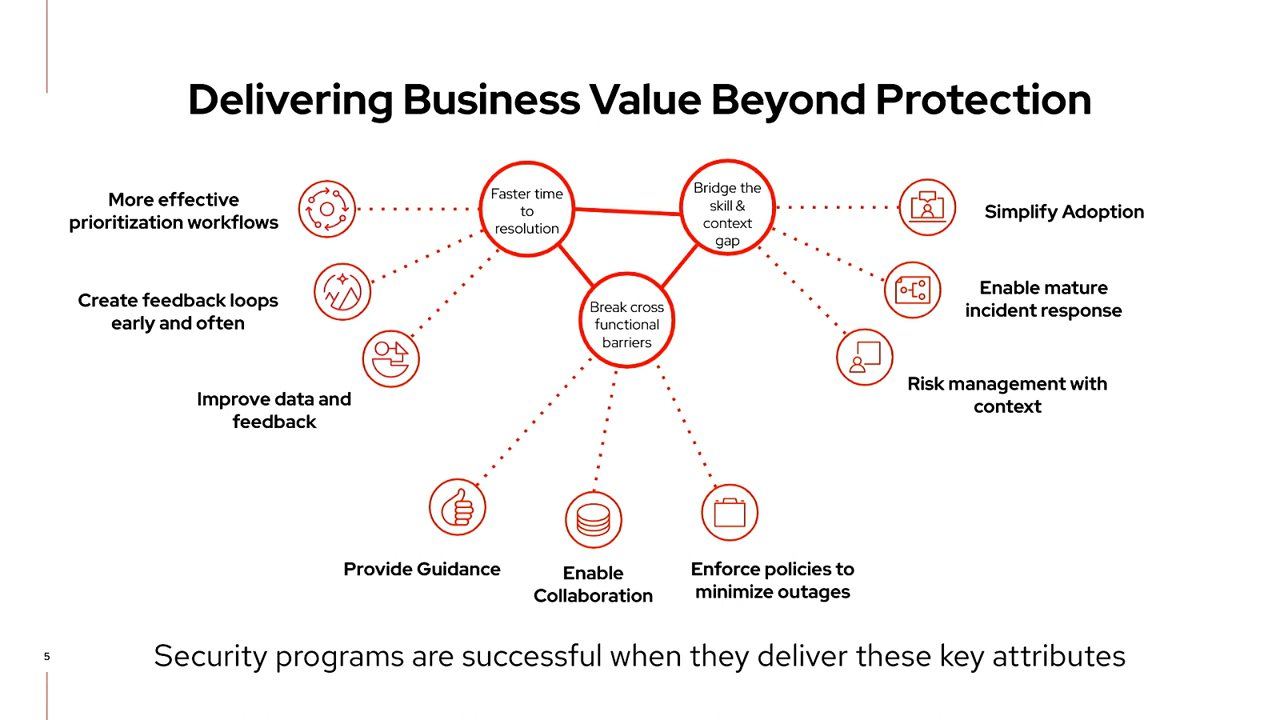 Delivering Business Value Beyond Protection
More effective
prioritization workflows
Create feedback loops
early and often
Improve data and
feedback
Faster time
to
resolution
Bridge the
skill &
context
gap
Break cross
functional
barriers
Simplify Adoption
Enable mature
incident response
Risk management with
context
Provide Guidance
Enable
Collaboration
Enforce policies to
minimize outages
Security programs are successful when they deliver these key attributes
5